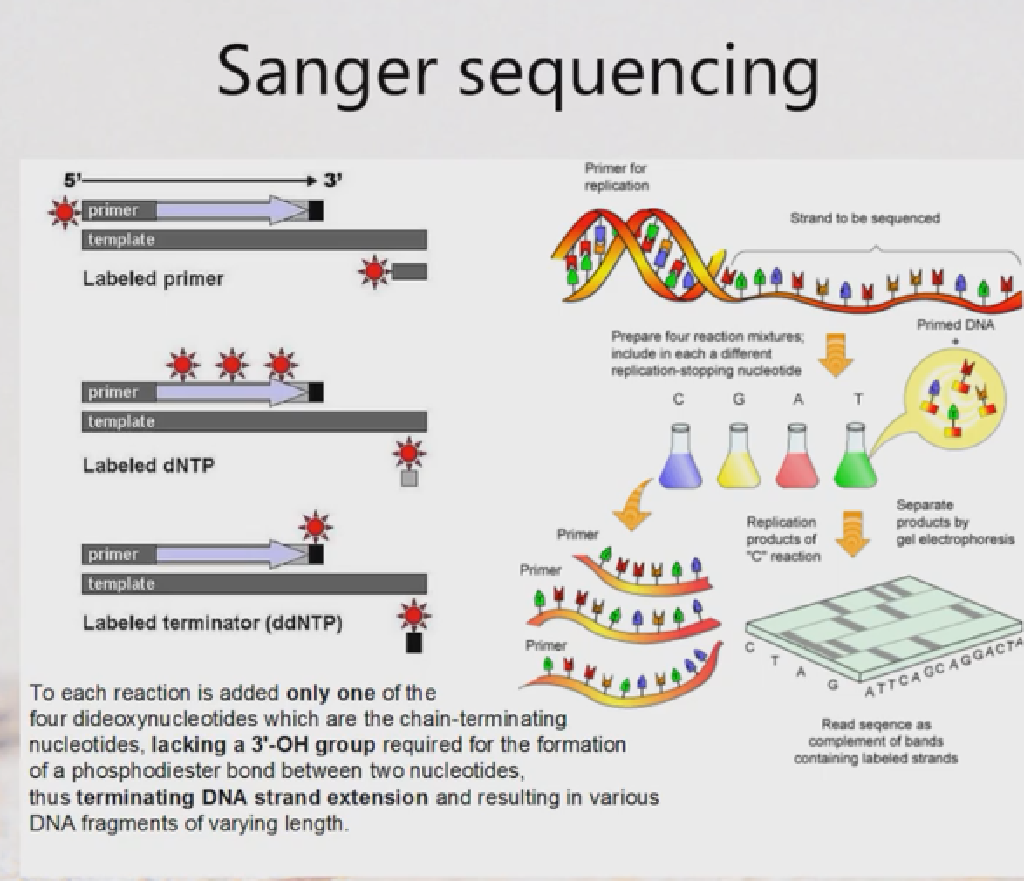 Sanger sequencing
5' 3'
primer
template
Labeled primer
primer
template
Labeled dNTP
primer
template
Labeled terminator (ddNTP)
To each reaction is added only one of the
four dideoxynucleotides which are the chain-terminating
nucleotides, lacking a 3'-OH group required for the formation
of a phosphodiester bond between two nucleotides,
thus terminating DNA strand extension and resulting in various
DNA fragments of varying length.
Primer for
replication
Strand to be sequenced
Prepare four reaction mixtures;
include in each a different
replication-stopping nucleotide
Primed DNA
C G A T
Replication
products of
"C" reaction
Separate
products by
gel electrophoresis
Primer
Primer
Primer
C T A G
ATTCAGCAGGACTA
Read seqence as
complement of bands
containing labeled strands